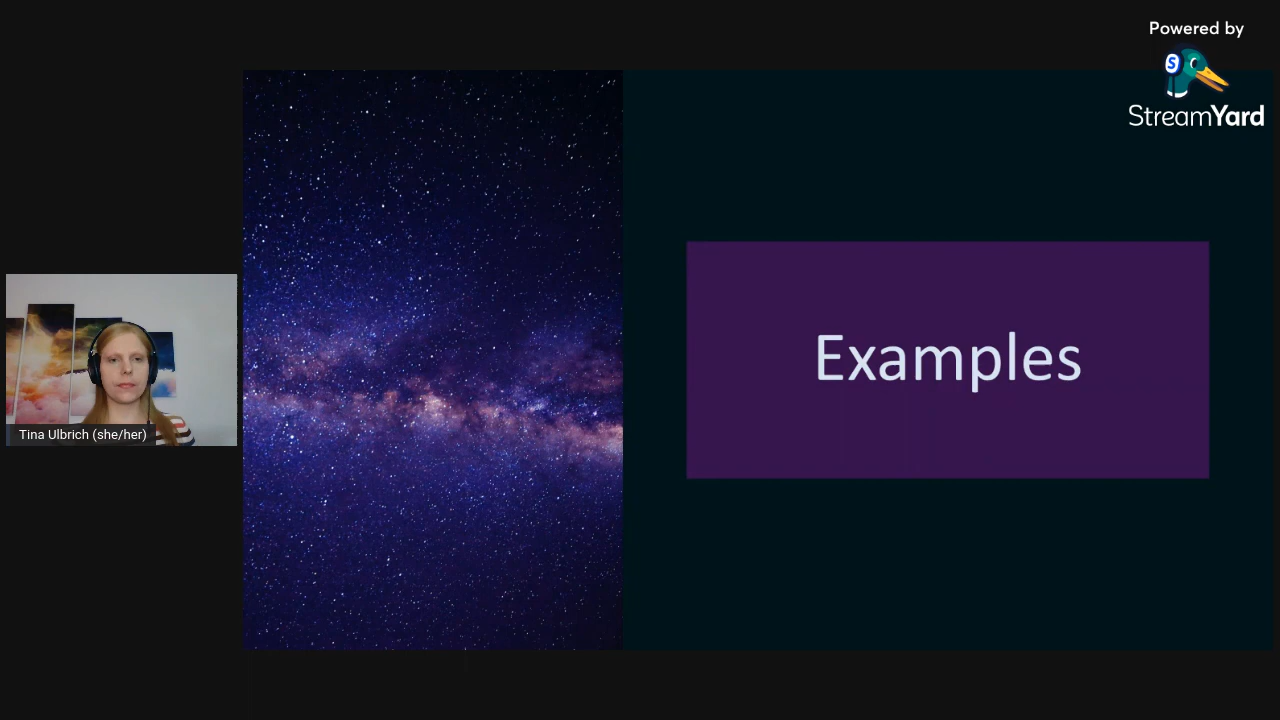 Powered by
S
StreamYard
Examples
Tina Ulbrich (she/her)